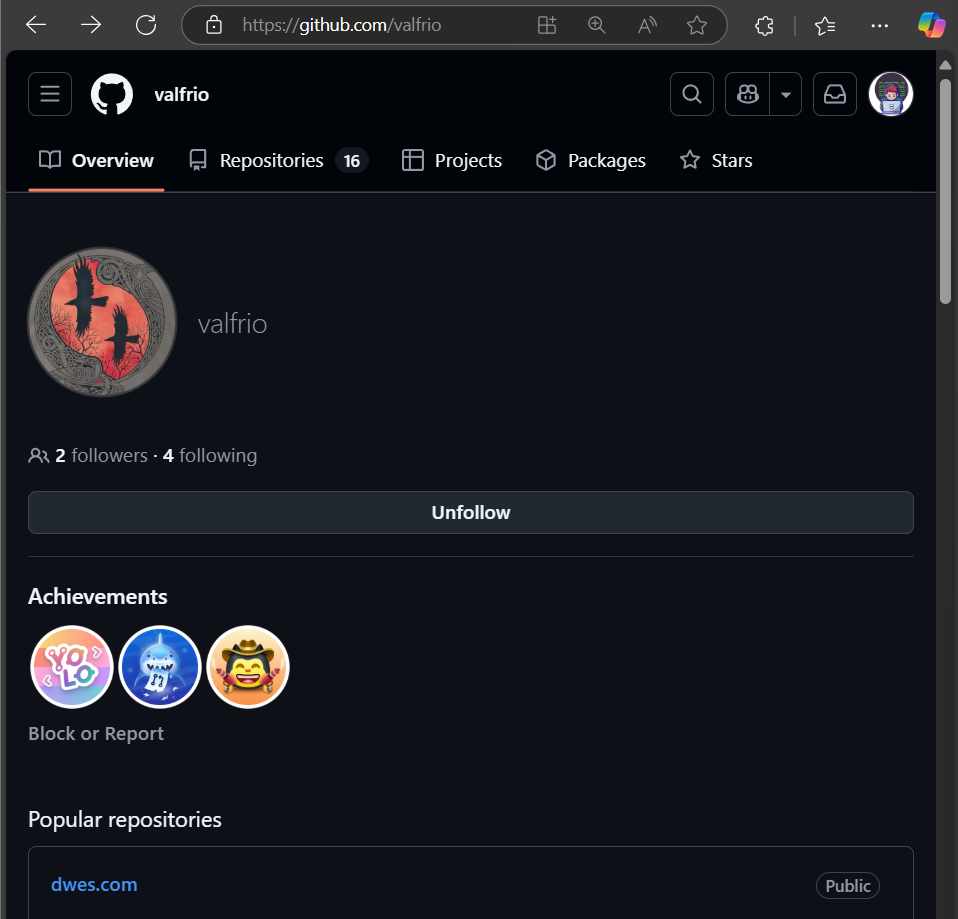 https://github.com/valfrio
valfrio
Overview Repositories 16 Projects Packages Stars
valfrio
2 followers · 4 following
Unfollow
Achievements
YOLO
Block or Report
Popular repositories
dwes.com Public